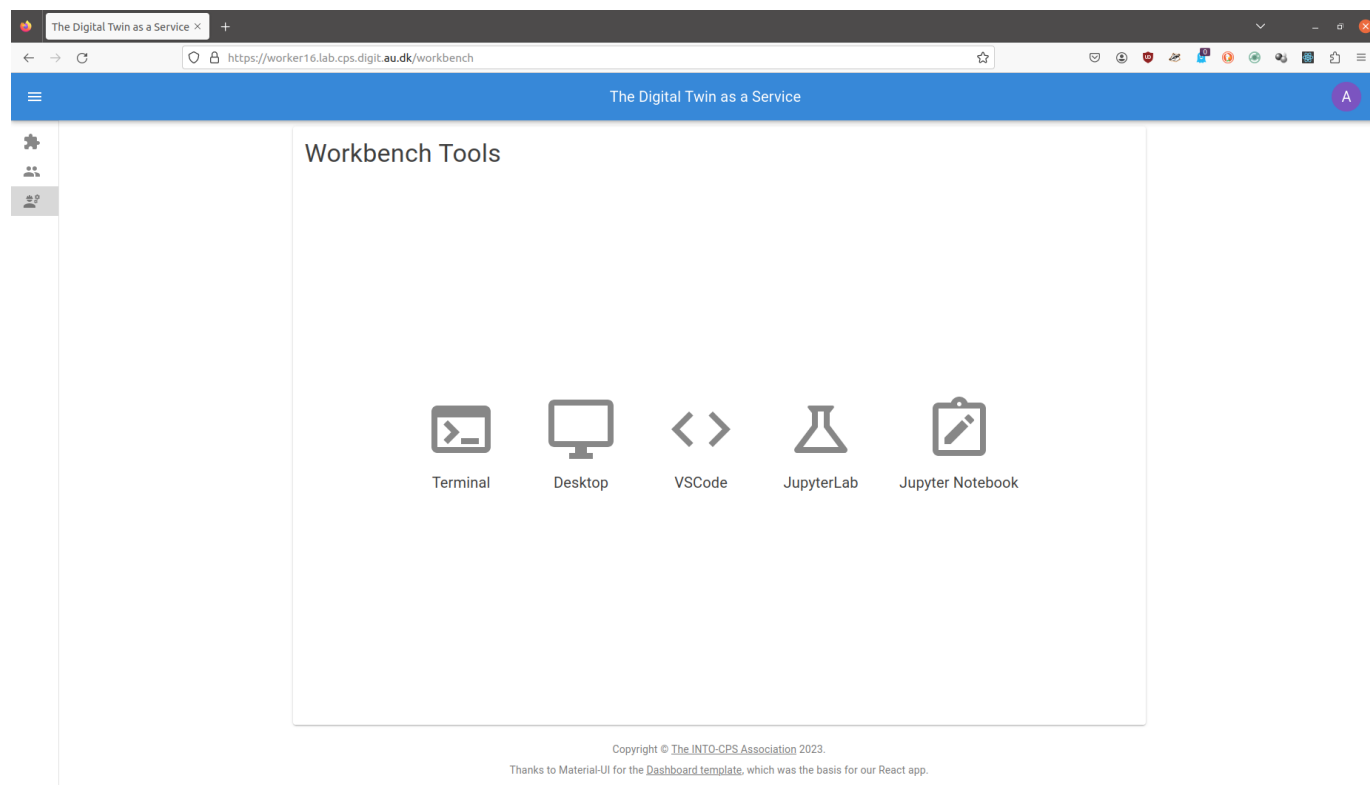 The Digital Twin as a Service
https://worker16.lab.cps.digit.au.dk/workbench
The Digital Twin as a Service
A
Workbench Tools
Terminal
Desktop
VSCode
JupyterLab
Jupyter Notebook
Copyright © The INTO-CPS Association 2023.
Thanks to Material-UI for the Dashboard template, which was the basis for our React app.